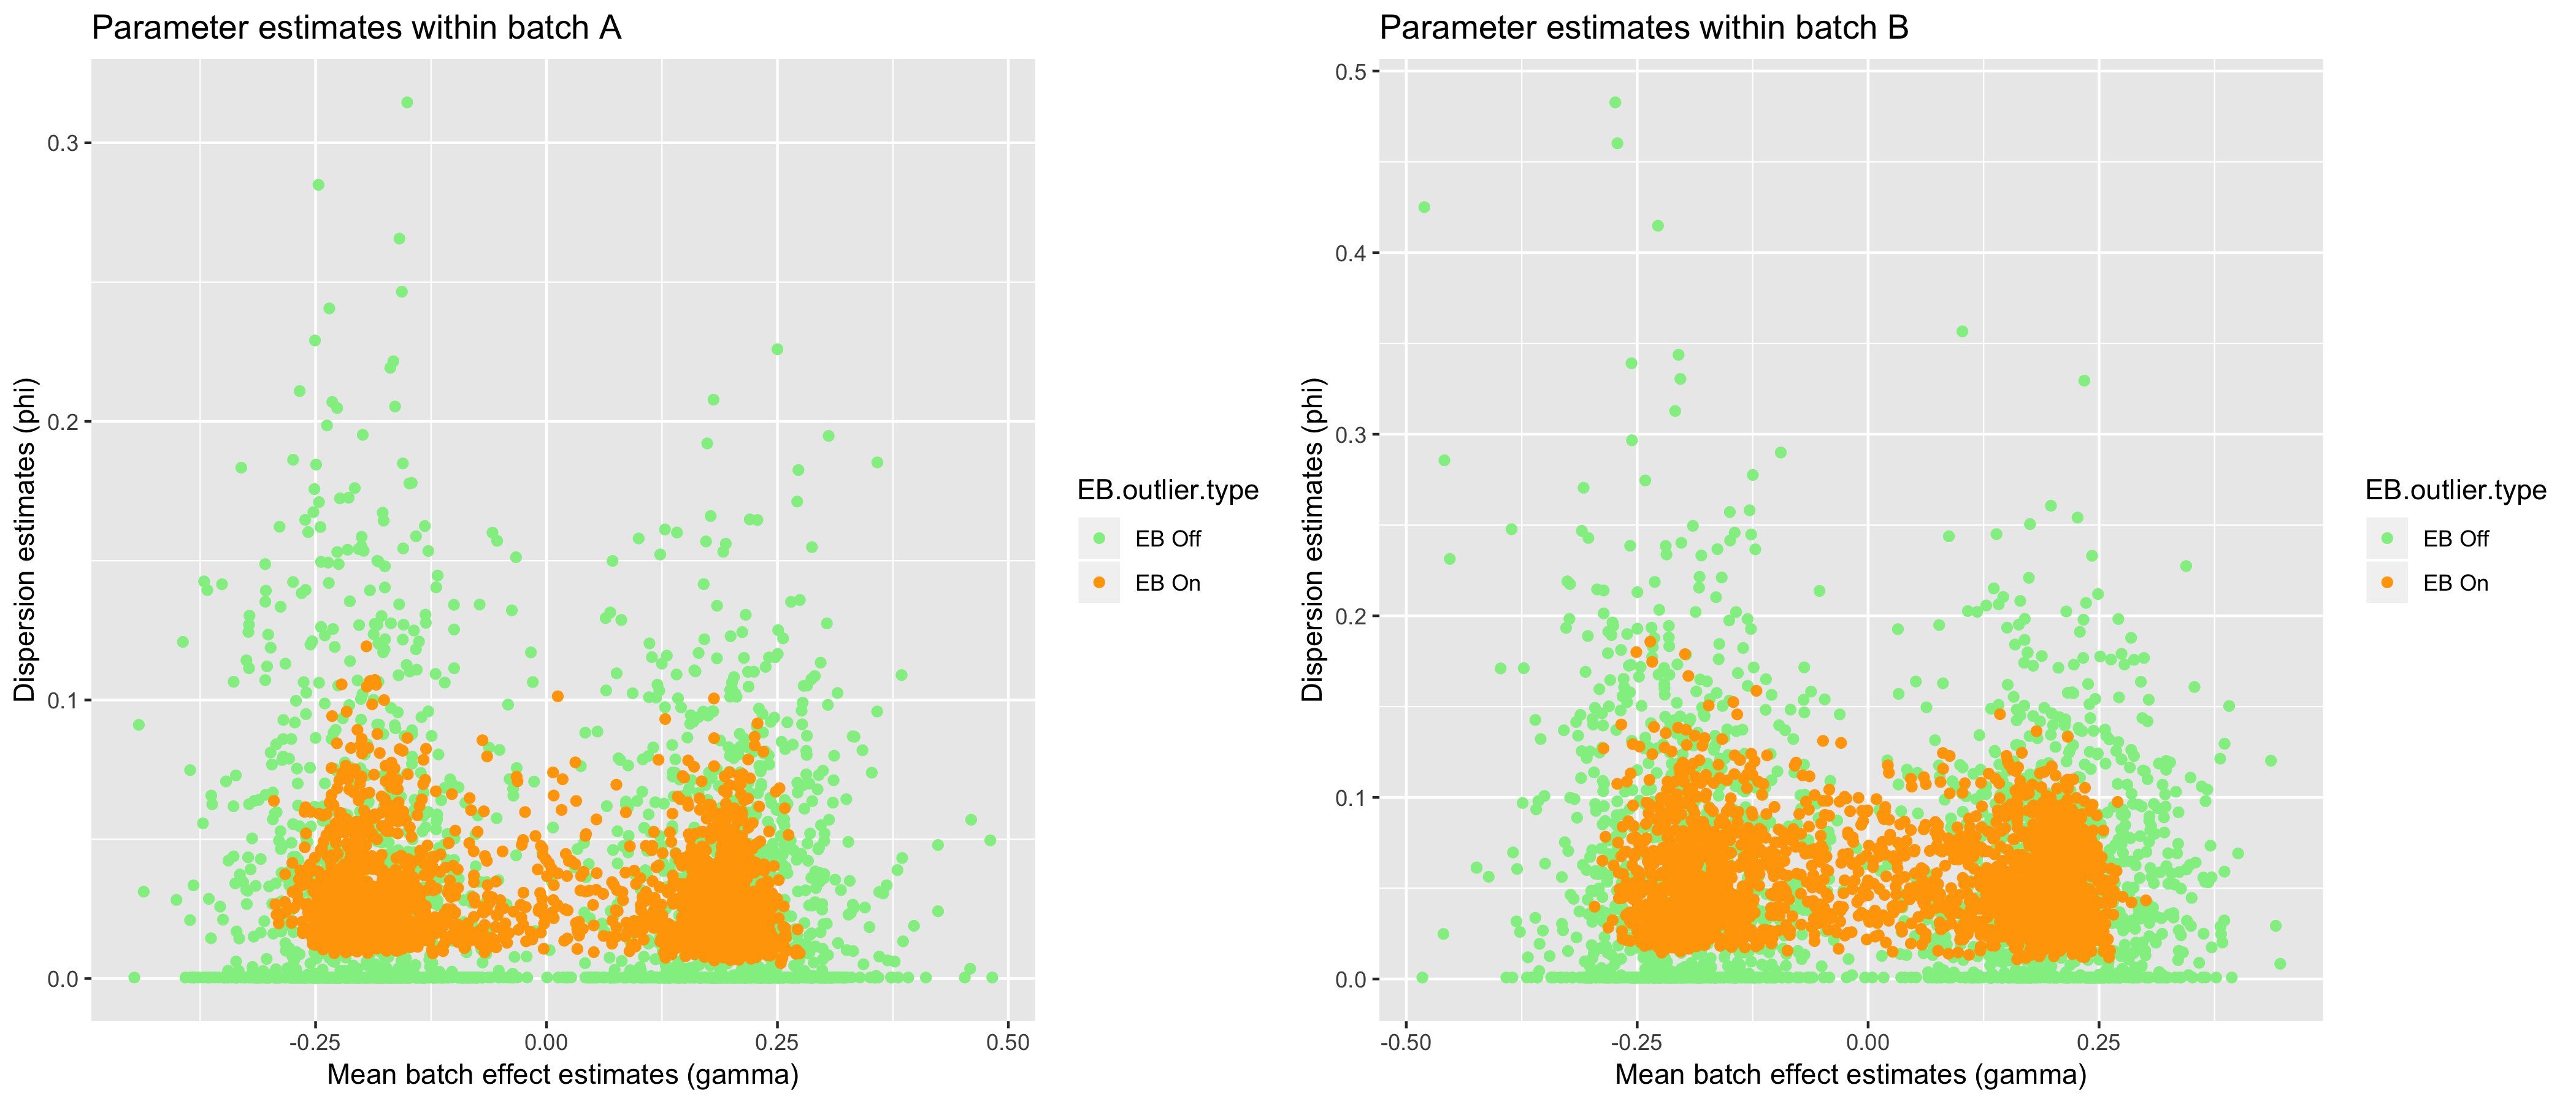 Parameter estimates within batch A
Dispersion estimates (phi)
0.3
0.2
0.1
0.0
-0.25
0.00
0.25
0.50
Mean batch effect estimates (gamma)
EB.outlier.type
EB Off
EB On
Parameter estimates within batch B
Dispersion estimates (phi)
0.5
0.4
0.3
0.2
0.1
0.0
-0.50
-0.25
0.00
0.25
Mean batch effect estimates (gamma)
EB.outlier.type
EB Off
EB On